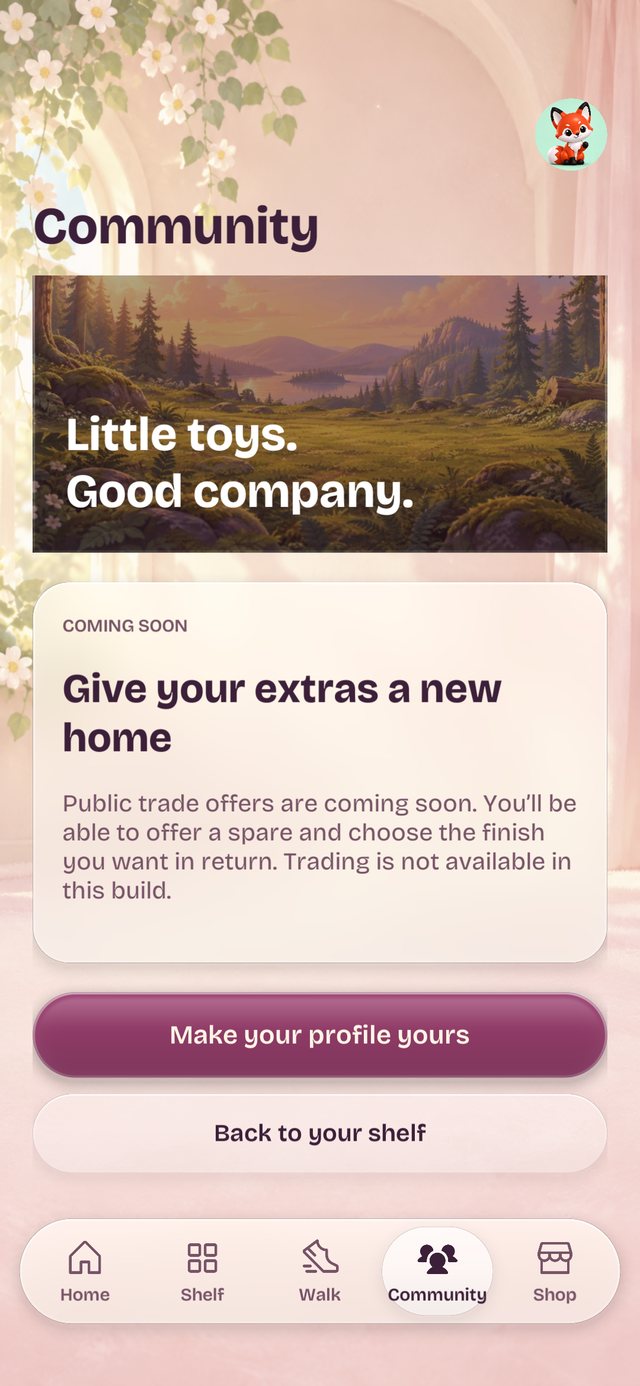 Community
Little toys.
Good company.
COMING SOON
Give your extras a new
home
Public trade offers are coming soon. You’ll be
able to offer a spare and choose the finish
you want in return. Trading is not available in
this build.
Make your profile yours
Back to your shelf
Home
Shelf
Walk
Community
Shop